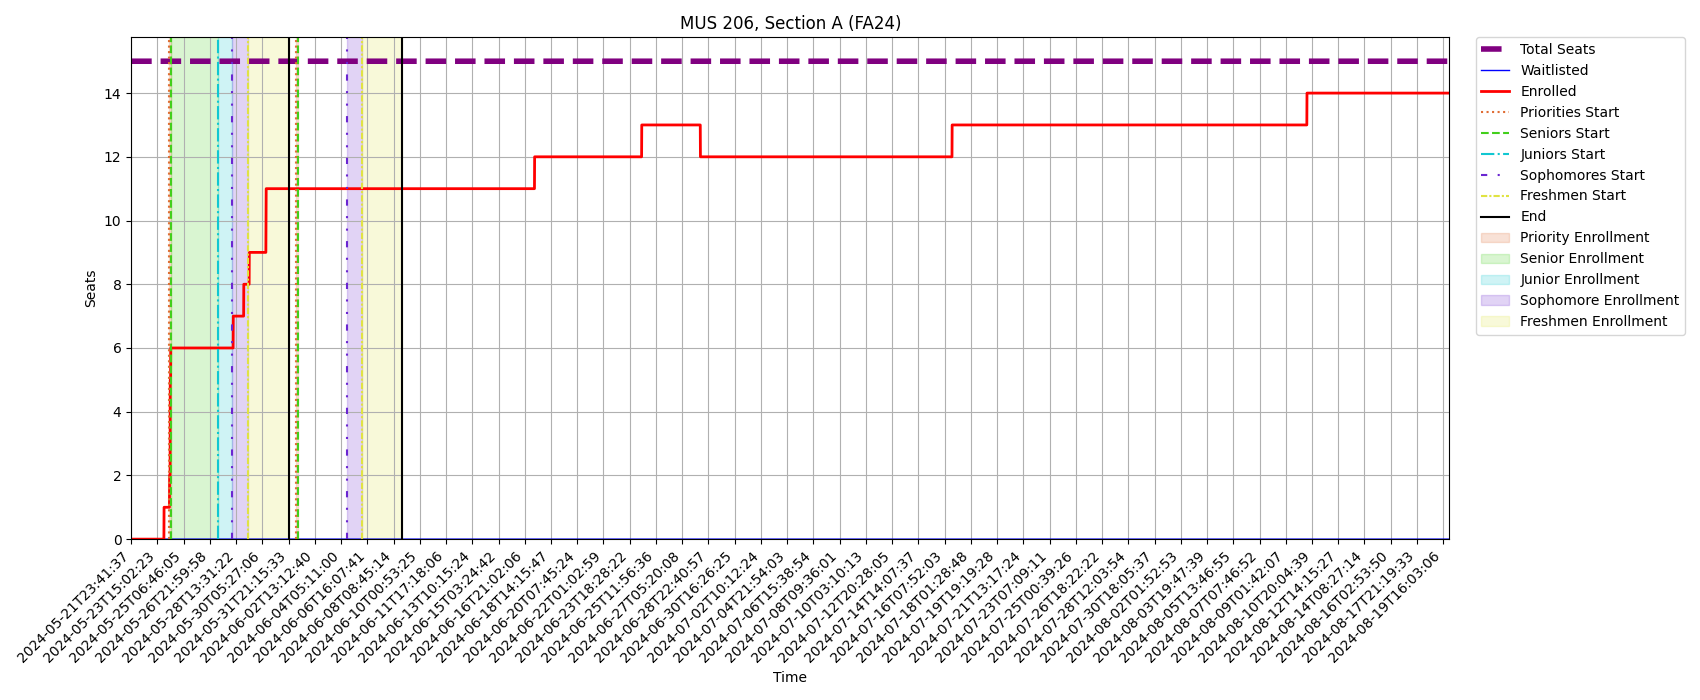 MUS 206, Section A (FA24)
Total Seats
Waitlisted
Enrolled
Priorities Start
Seniors Start
Juniors Start
Sophomores Start
Freshmen Start
End
Priority Enrollment
Senior Enrollment
Junior Enrollment
Sophomore Enrollment
Freshmen Enrollment
Seats
14
12
10
8
6
4
2
0
2024-05-21T23:41:37
2024-05-23T15:02:23
2024-05-25T06:46:05
2024-05-26T21:59:58
2024-05-28T13:31:22
2024-05-30T05:27:06
2024-05-31T21:15:33
2024-06-02T13:12:40
2024-06-04T05:11:00
2024-06-06T16:07:41
2024-06-08T08:45:14
2024-06-10T00:53:25
2024-06-11T17:18:06
2024-06-13T10:15:24
2024-06-15T03:24:42
2024-06-16T21:02:06
2024-06-18T14:15:47
2024-06-20T07:45:24
2024-06-22T01:02:59
2024-06-23T18:28:22
2024-06-25T11:56:36
2024-06-27T05:20:08
2024-06-28T22:40:57
2024-06-30T16:26:25
2024-07-02T10:12:24
2024-07-04T21:54:03
2024-07-06T15:38:54
2024-07-08T09:36:01
2024-07-10T03:10:13
2024-07-12T20:28:05
2024-07-14T14:07:37
2024-07-16T07:52:03
2024-07-18T01:28:48
2024-07-19T19:19:28
2024-07-21T13:17:24
2024-07-23T07:09:11
2024-07-25T00:39:26
2024-07-26T18:22:22
2024-07-28T12:03:54
2024-07-30T18:05:37
2024-08-02T01:52:53
2024-08-03T19:47:39
2024-08-05T13:46:55
2024-08-07T07:46:52
2024-08-09T01:42:07
2024-08-10T20:04:39
2024-08-12T14:15:27
2024-08-14T08:27:14
2024-08-16T02:53:50
2024-08-17T21:19:33
2024-08-19T16:03:06
Time